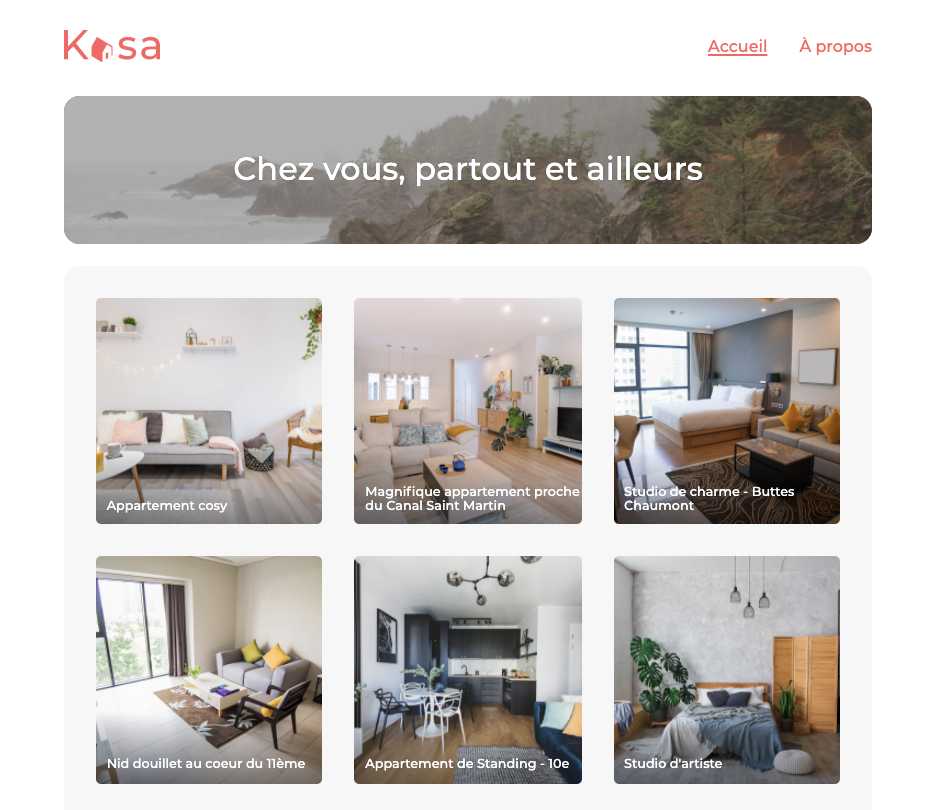 Kasa
Accueil
À propos
Chez vous, partout et ailleurs
Appartement cosy
Magnifique appartement proche
du Canal Saint Martin
Studio de charme - Buttes
Chaumont
Nid douillet au coeur du 11ème
Appartement de Standing - 10e
Studio d'artiste